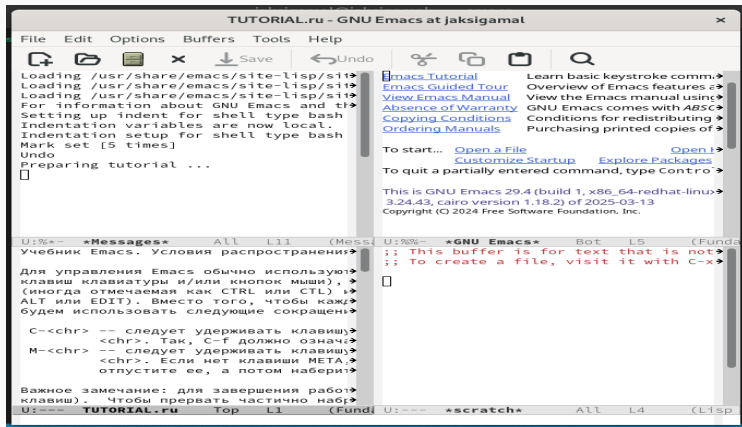 TUTORIAL.ru - GNU Emacs at jaksigamal
File Edit Options Buffers Tools Help
Save Undo
Loading /usr/share/emacs/site-lisp/sit
Loading /usr/share/emacs/site-lisp/sit
Loading /usr/share/emacs/site-lisp/sit
For information about GNU Emacs and th
Setting up indent for shell type bash
Indentation variables are now local.
Indentation setup for shell type bash
Mark set [5 times]
Undo
Preparing tutorial ...
U:%*- *Messages* All L11 (Mess
Emacs Tutorial Learn basic keystroke comm
Emacs Guided Tour Overview of Emacs features a
View Emacs Manual View the Emacs manual using
Absence of Warranty GNU Emacs comes with ABSC
Copying Conditions Conditions for redistributing
Ordering Manuals Purchasing printed copies of
To start... Open a File Open H
Customize Startup Explore Packages
To quit a partially entered command, type Contro
This is GNU Emacs 29.4 (build 1, x86_64-redhat-linux
3.24.43, cairo version 1.18.2) of 2025-03-13
Copyright (C) 2024 Free Software Foundation, Inc.
U:%%- *GNU Emacs* Bot L5 (Funda
Учебник Emacs. Условия распространения
Для управления Emacs обычно используют
клавиш клавиатуры и/или кнопок мыши),
(иногда отмечаемая как CTRL или CTL) и
ALT или EDIT). Вместо того, чтобы кажд
будем использовать следующие сокращен
C-<chr> -- следует удерживать клавишу
<chr>. Так, C-f должно означа
M-<chr> -- следует удерживать клавишу
<chr>. Если нет клавиши META,
отпустите ее, а потом наберит
Важное замечание: для завершения работ
клавиш). Чтобы прервать частично набр
U:--- TUTORIAL.ru Top L1 (Funda
;; This buffer is for text that is not
;; To create a file, visit it with C-x
U:--- *scratch* All L4 (Lisp